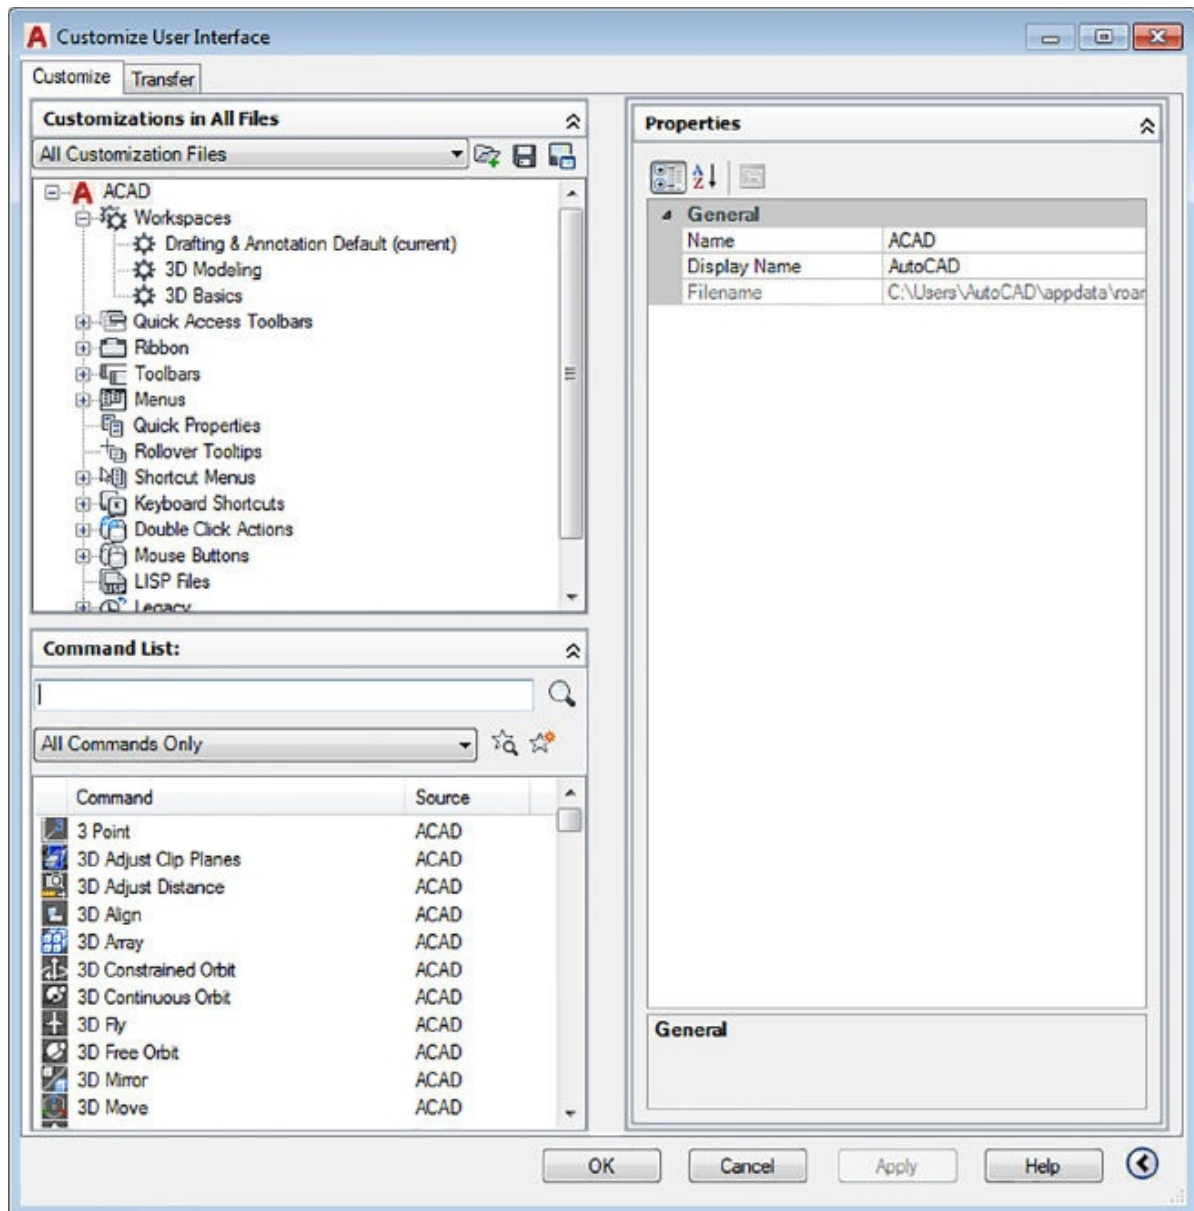 Customize User Interface
Customize Transfer
Customizations in All Files
All Customization Files
ACAD
Workspaces
Drafting & Annotation Default (current)
3D Modeling
3D Basics
Quick Access Toolbars
Ribbon
Toolbars
Menus
Quick Properties
Rollover Tooltips
Shortcut Menus
Keyboard Shortcuts
Double Click Actions
Mouse Buttons
LISP Files
Legacy
Command List:
All Commands Only
Command Source
3 Point ACAD
3D Adjust Clip Planes ACAD
3D Adjust Distance ACAD
3D Align ACAD
3D Array ACAD
3D Constrained Orbit ACAD
3D Continuous Orbit ACAD
3D Fly ACAD
3D Free Orbit ACAD
3D Mirror ACAD
3D Move ACAD
Properties
General
Name ACAD
Display Name AutoCAD
Filename C:\Users\AutoCAD\appdata\roar
General
OK Cancel Apply Help